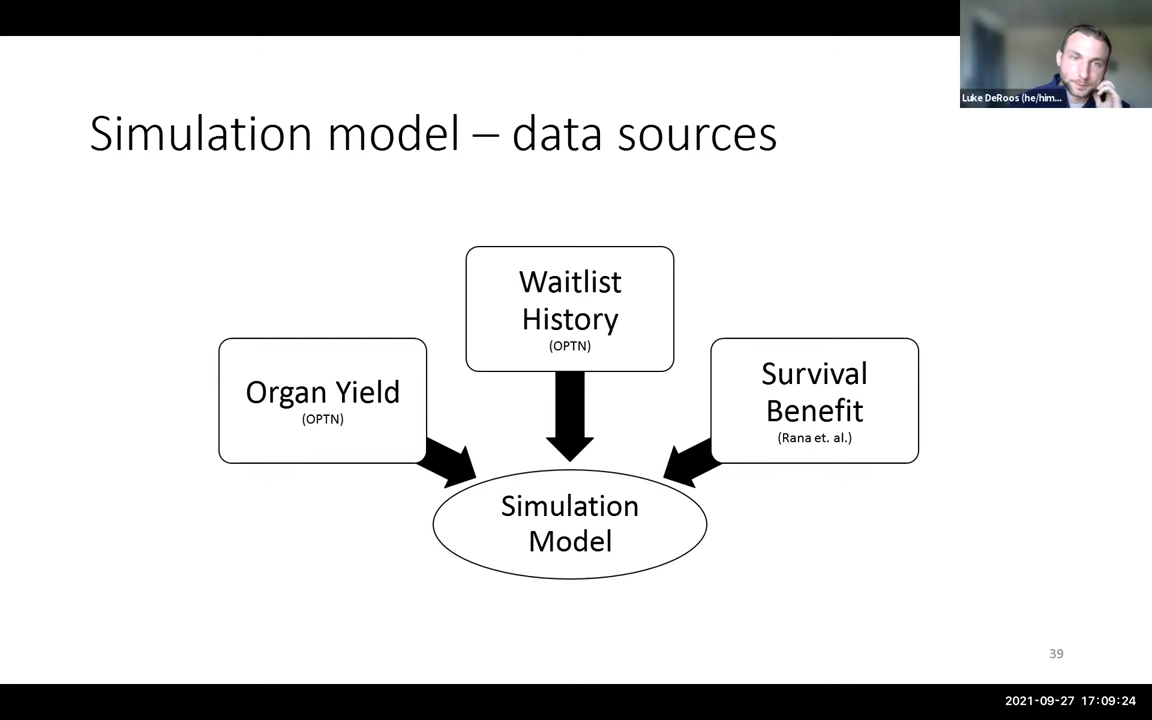 Luke DeRoos (he/him...
Simulation model – data sources
Waitlist
History
(OPTN)
Organ Yield
(OPTN)
Survival
Benefit
(Rana et. al.)
Simulation
Model
39
2021-09-27 17:09:24